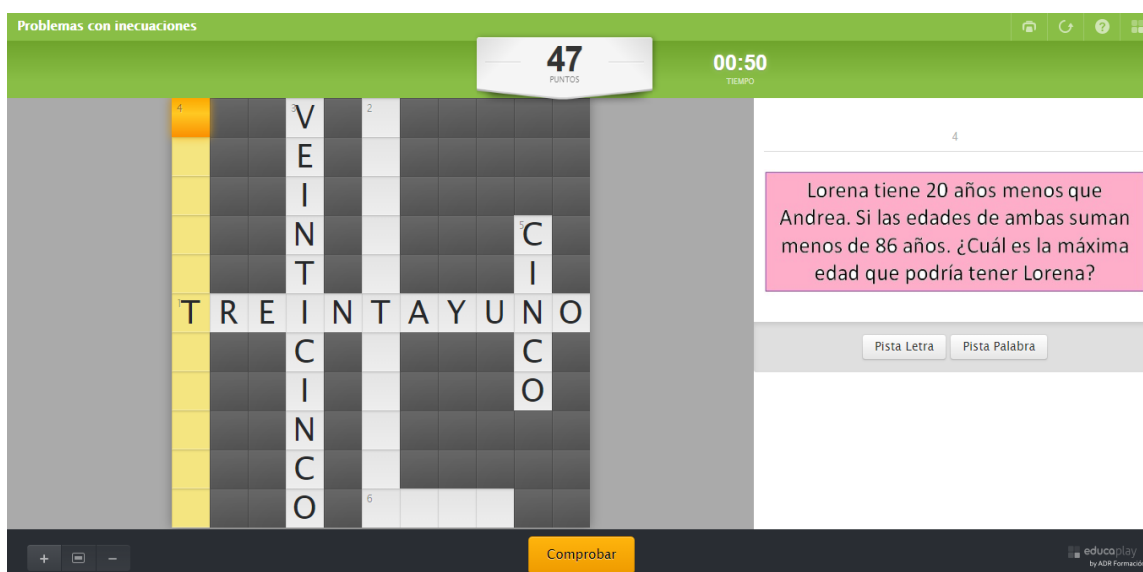 Problemas con inecuaciones
47
PUNTOS
00:50
TIEMPO
4
3
2
V
E
I
N
5
C
T
I
1
T R E I N T A Y U N O
C
C
I
O
N
C
O
6
4
Lorena tiene 20 años menos que
Andrea. Si las edades de ambas suman
menos de 86 años. ¿Cuál es la máxima
edad que podría tener Lorena?
Pista Letra
Pista Palabra
Comprobar
educaplay
by ADR Formación